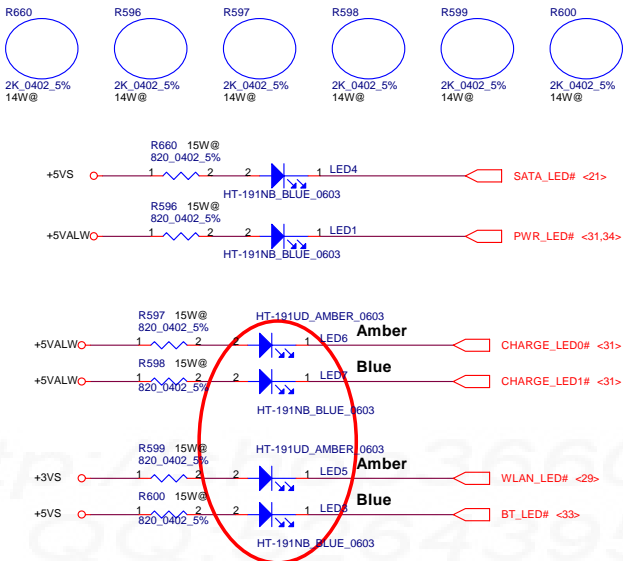 R660 R596 R597 R598 R599 R600
2K_0402_5% 2K_0402_5% 2K_0402_5% 2K_0402_5% 2K_0402_5% 2K_0402_5%
14W@ 14W@ 14W@ 14W@ 14W@ 14W@
R660 15W@
820_0402_5%
+5VS 1 2 2 1 LED4 SATA_LED# <21>
HT-191NB_BLUE_0603
R596 15W@
820_0402_5%
+5VALW 1 2 2 1 LED1 PWR_LED# <31,34>
HT-191NB_BLUE_0603
R597 15W@ HT-191UD_AMBER_0603
820_0402_5% Amber
+5VALW 1 2 2 1 LED6 CHARGE_LED0# <31>
R598 15W@ Blue
820_0402_5%
+5VALW 1 2 2 1 LED7 CHARGE_LED1# <31>
HT-191NB_BLUE_0603
R599 15W@ HT-191UD_AMBER_0603
820_0402_5% Amber
+3VS 1 2 2 1 LED5 WLAN_LED# <29>
R600 15W@ Blue
820_0402_5%
+5VS 1 2 2 1 BT_LED# <33>
HT-191NB_BLUE_0603